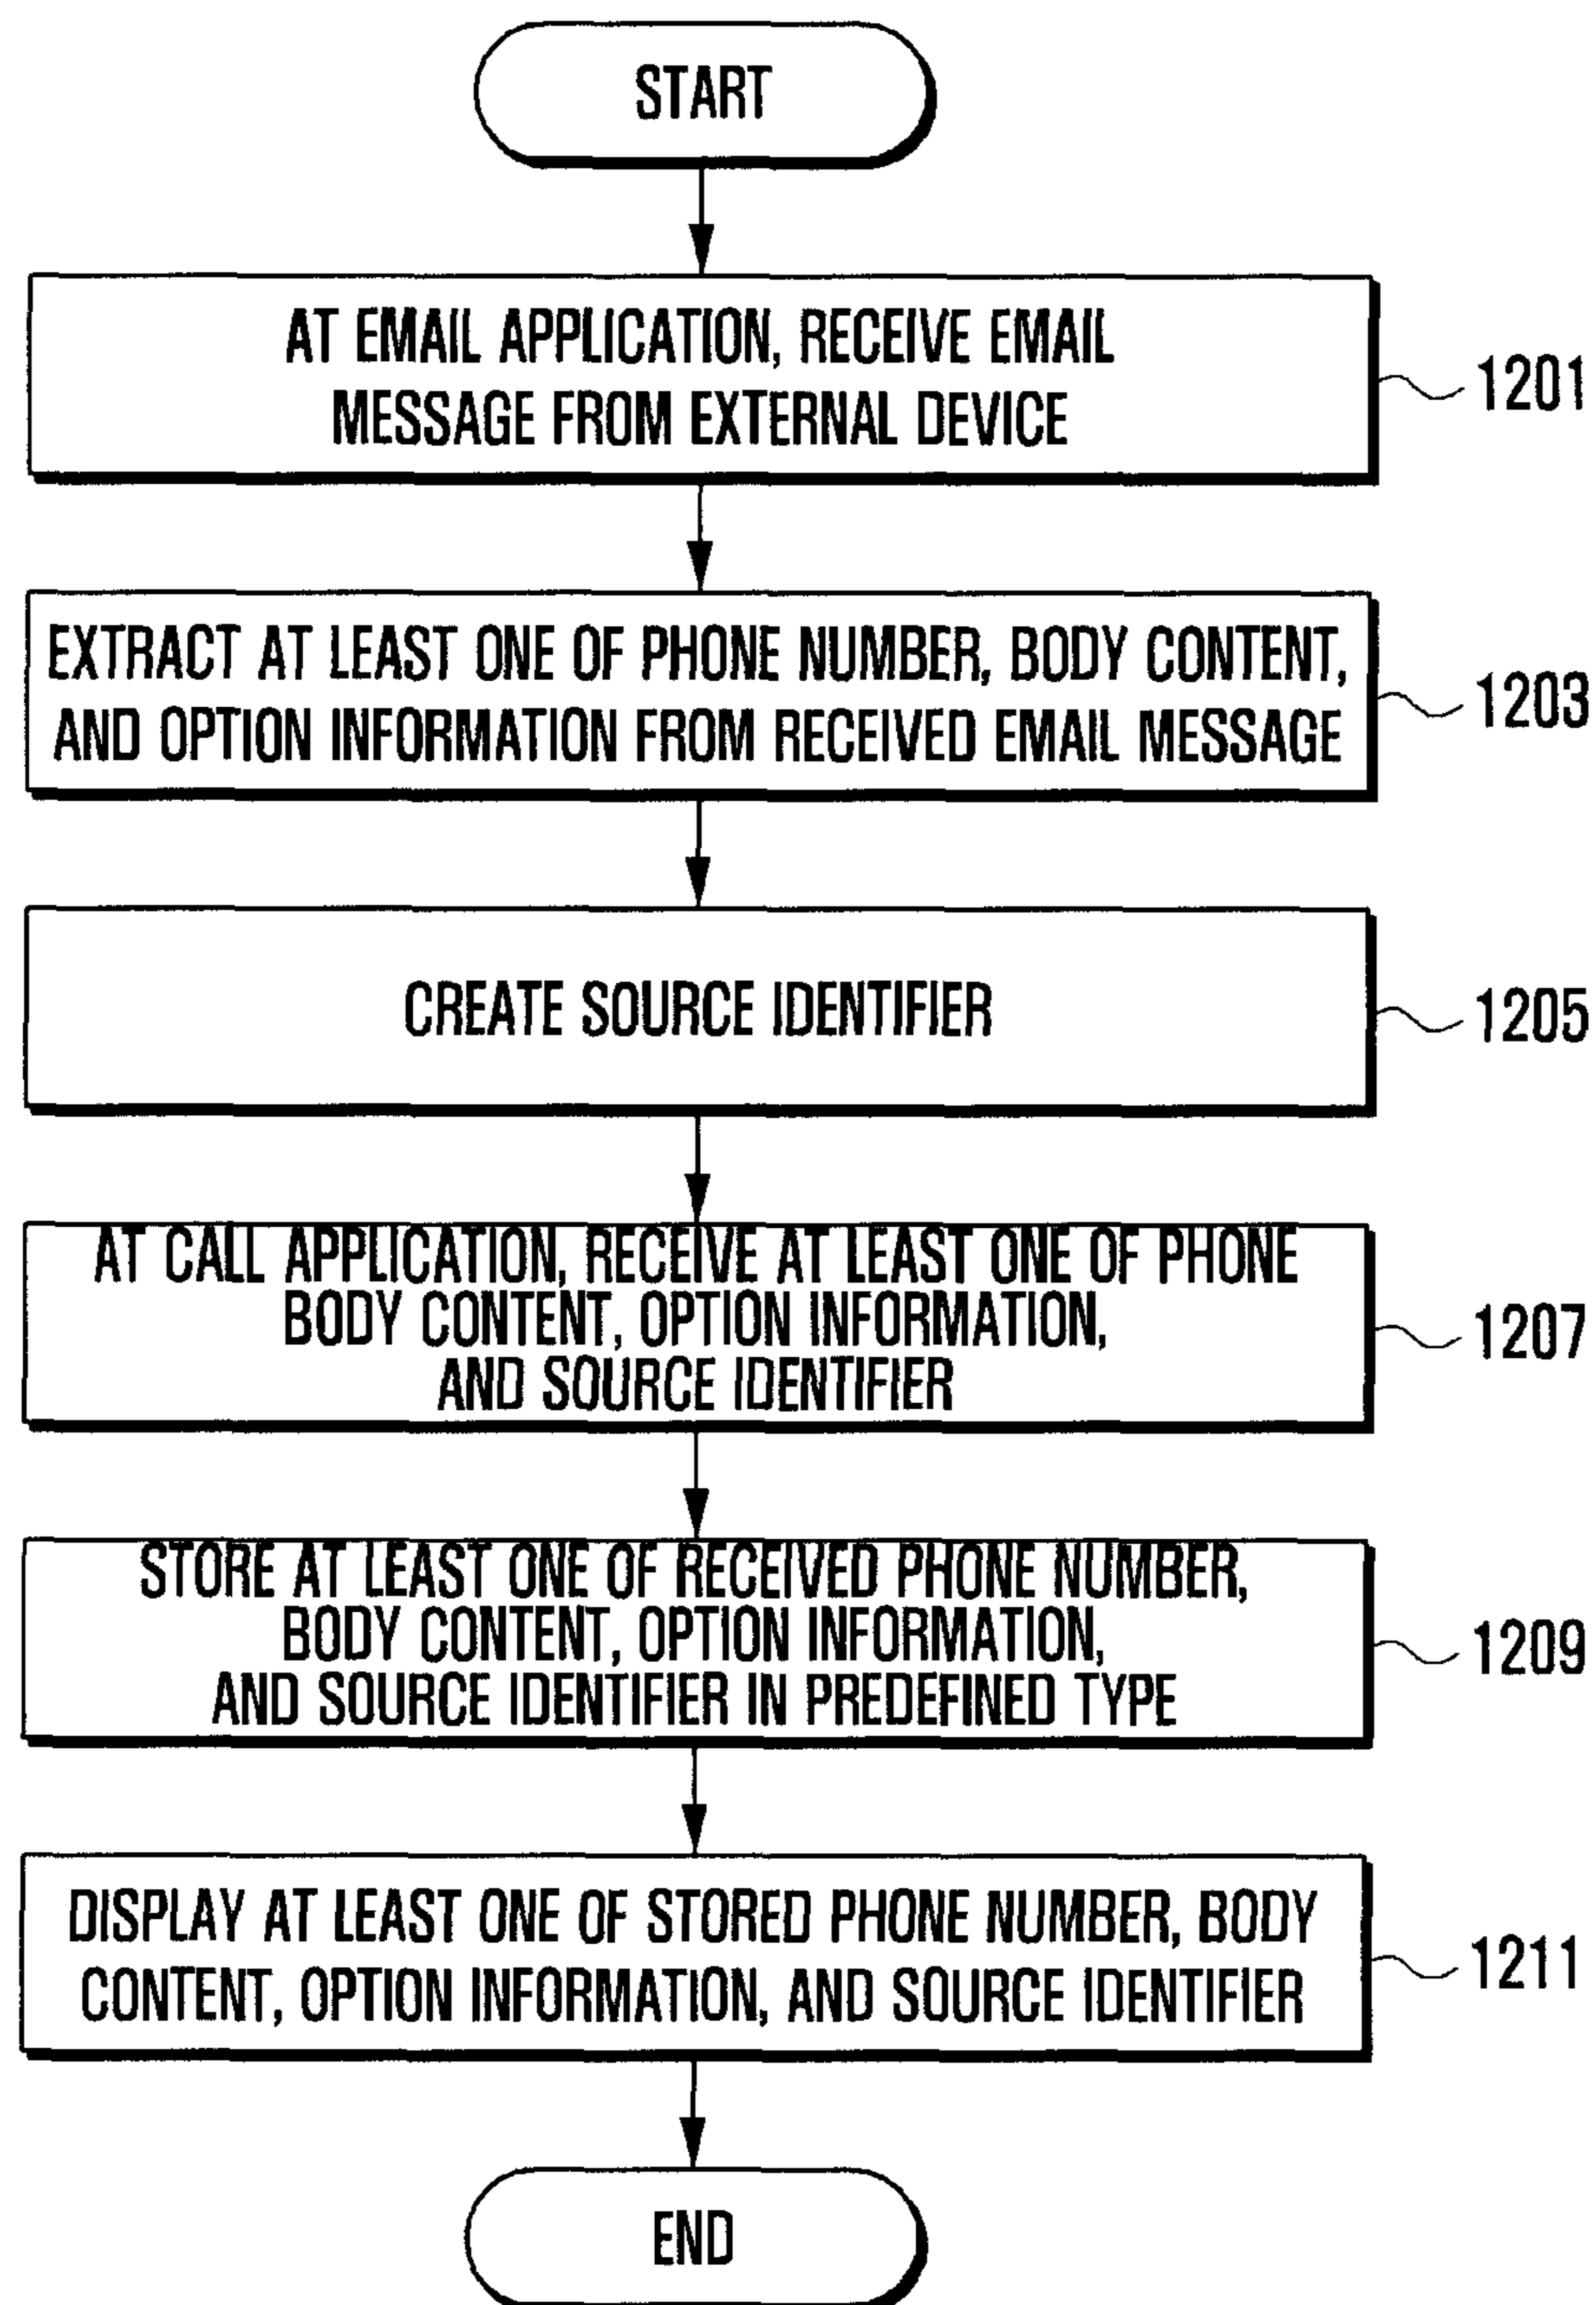 START
AT EMAIL APPLICATION, RECEIVE EMAIL
MESSAGE FROM EXTERNAL DEVICE
1201
EXTRACT AT LEAST ONE OF PHONE NUMBER, BODY CONTENT,
AND OPTION INFORMATION FROM RECEIVED EMAIL MESSAGE
1203
CREATE SOURCE IDENTIFIER
1205
AT CALL APPLICATION, RECEIVE AT LEAST ONE OF PHONE
BODY CONTENT, OPTION INFORMATION,
AND SOURCE IDENTIFIER
1207
STORE AT LEAST ONE OF RECEIVED PHONE NUMBER,
BODY CONTENT, OPTION INFORMATION,
AND SOURCE IDENTIFIER IN PREDEFINED TYPE
1209
DISPLAY AT LEAST ONE OF STORED PHONE NUMBER, BODY
CONTENT, OPTION INFORMATION, AND SOURCE IDENTIFIER
1211
END